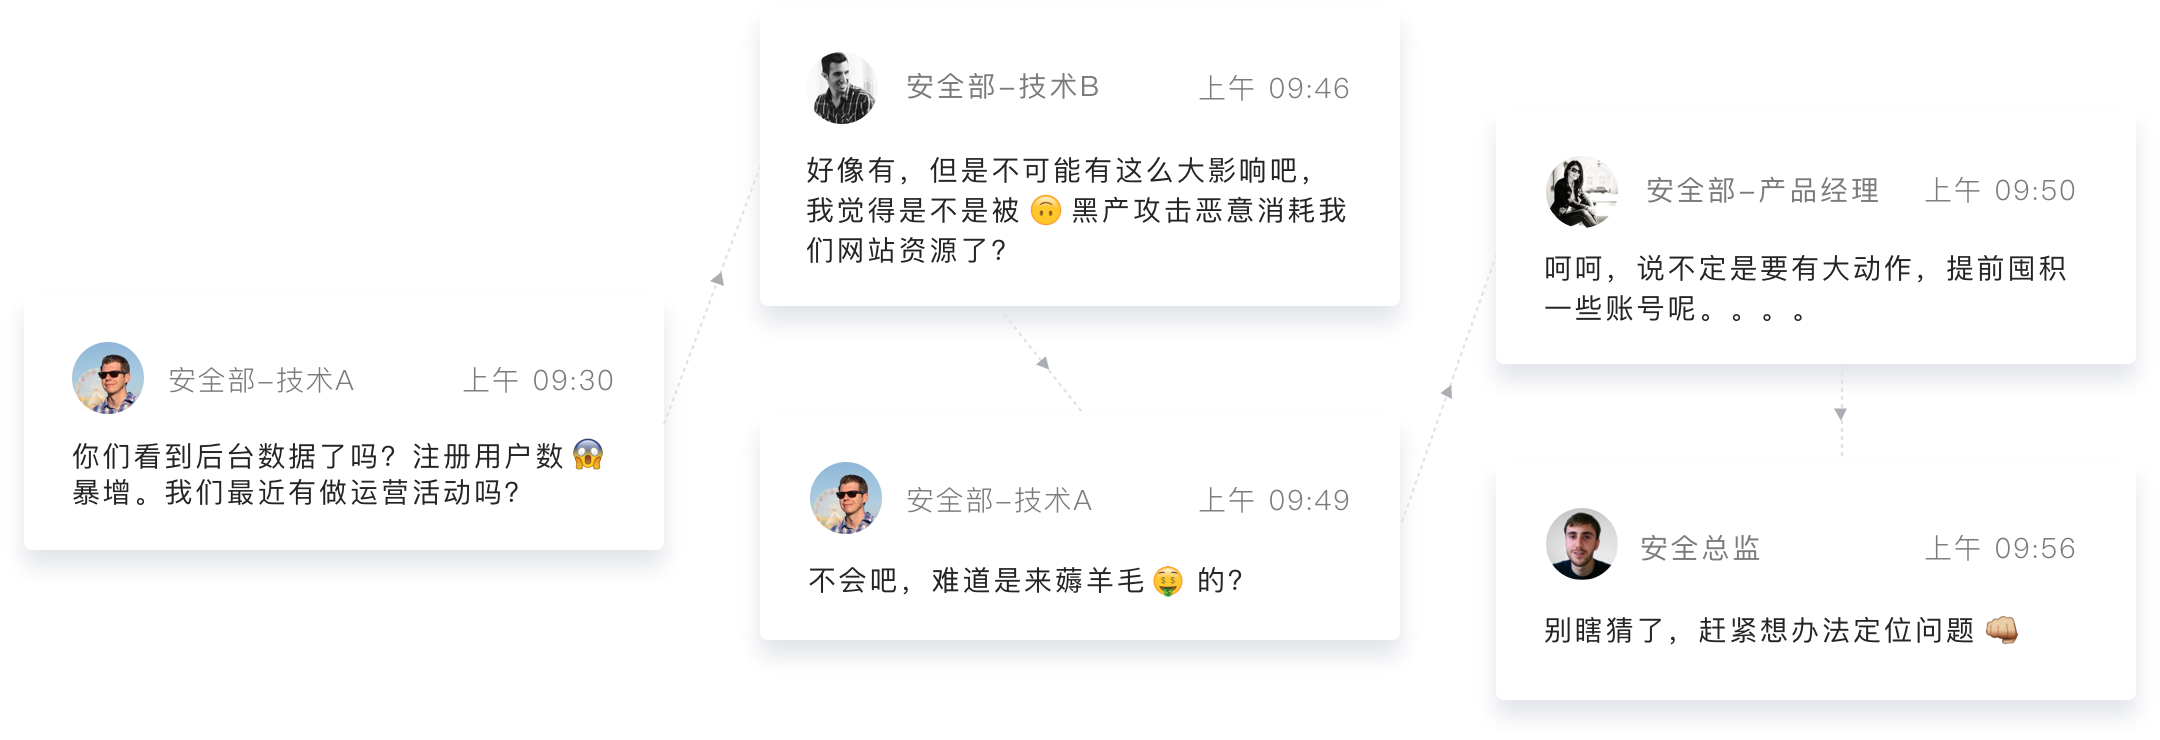 安全部-技术A 上午 09:30
你们看到后台数据了吗？注册用户数 😱
暴增。我们最近有做运营活动吗？
安全部-技术B 上午 09:46
好像有，但是不可能有这么大影响吧，
我觉得是不是被 🙃 黑产攻击恶意消耗我
们网站资源了？
安全部-技术A 上午 09:49
不会吧，难道是来薅羊毛 🤑 的？
安全部-产品经理 上午 09:50
呵呵，说不定是要有大动作，提前囤积
一些账号呢。。。。
安全总监 上午 09:56
别瞎猜了，赶紧想办法定位问题 👊